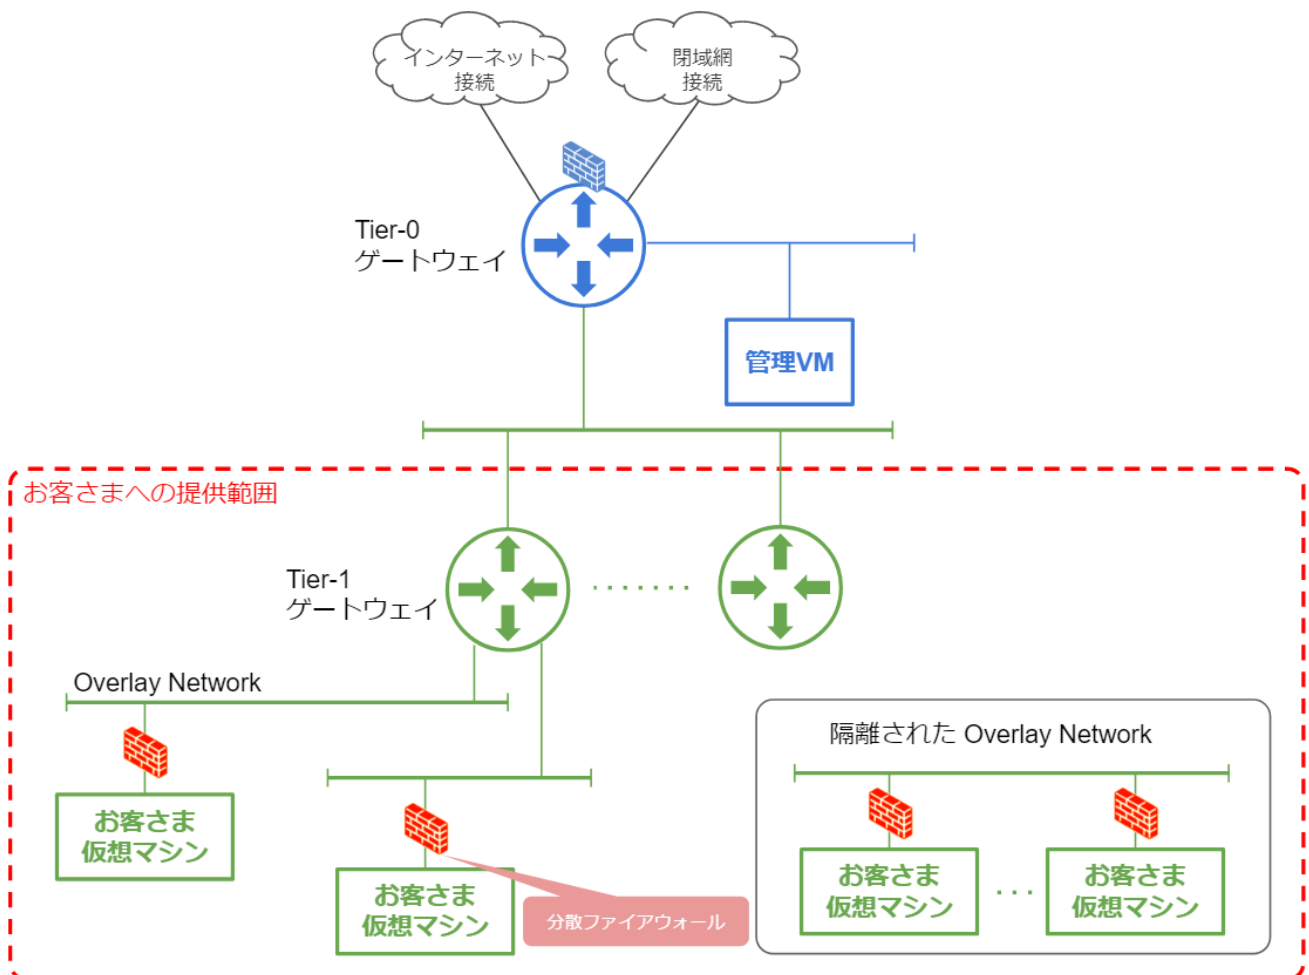 インターネット
接続
閉域網
接続
Tier-0
ゲートウェイ
管理VM
お客さまへの提供範囲
Tier-1
ゲートウェイ
Overlay Network
隔離された Overlay Network
お客さま
仮想マシン
お客さま
仮想マシン
分散ファイアウォール
お客さま
仮想マシン
お客さま
仮想マシン